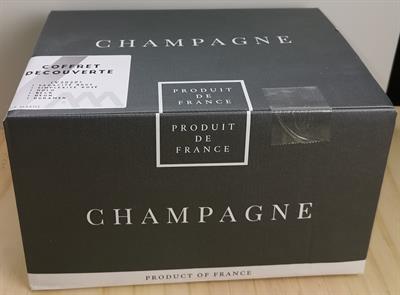 CHAMPAGNE
COFFRET
DECOUVERTE
PRODUIT
DE
FRANCE
PRODUIT
DE
FRANCE
CHAMPAGNE
PRODUCT OF FRANCE